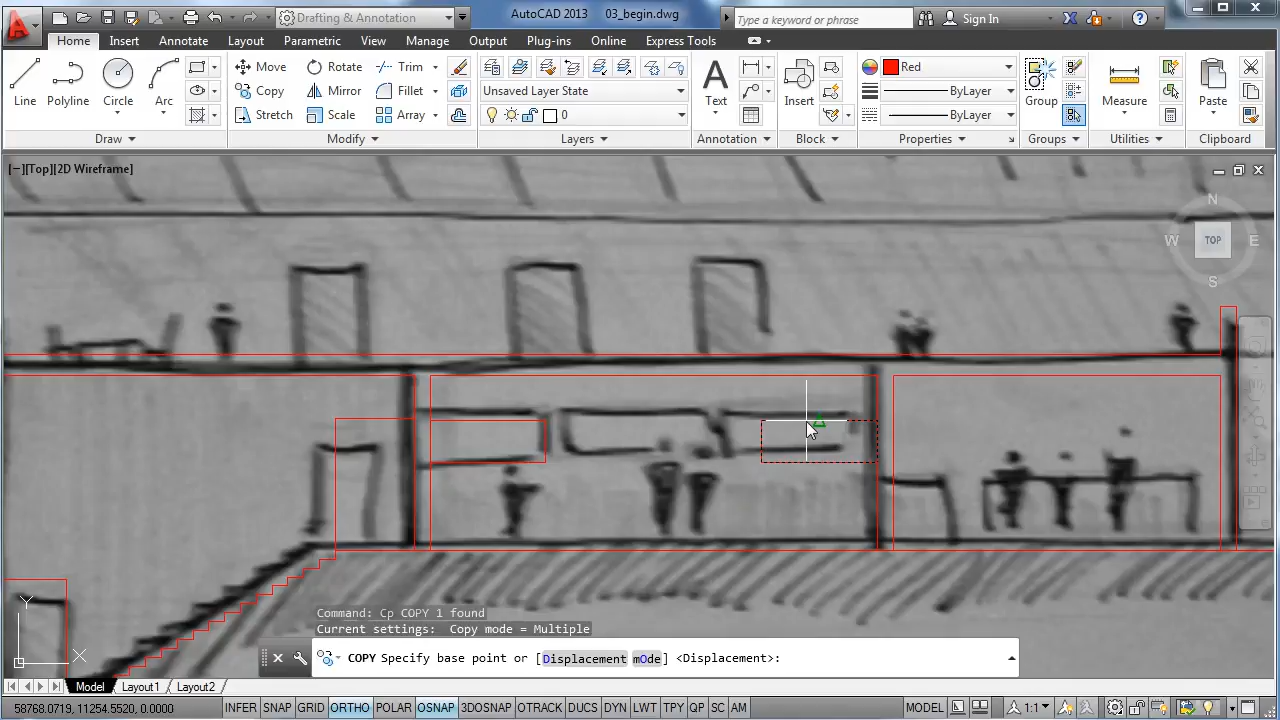 Drafting & Annotation
AutoCAD 2013 03_begin.dwg
Type a keyword or phrase
Sign In
Home Insert Annotate Layout Parametric View Manage Output Plug-ins Online Express Tools
Line
Polyline
Circle
Arc
Move Rotate Trim
Copy Mirror Fillet
Stretch Scale Array
Unsaved Layer State
0
Text
Insert
Red
ByLayer
ByLayer
Group
Measure
Paste
Draw Modify Layers Annotation Block Properties Groups Utilities Clipboard
[−][Top][2D Wireframe]
N
W TOP E
S
Y
X
Command: Cp COPY 1 found
Current settings: Copy mode = Multiple
COPY Specify base point or [Displacement mOde] <Displacement>:
Model Layout1 Layout2
58768.0719, 11254.5520, 0.0000 INFER SNAP GRID ORTHO POLAR OSNAP 3DOSNAP OTRACK DUCS DYN LWT TPY QP SC AM MODEL 1:1